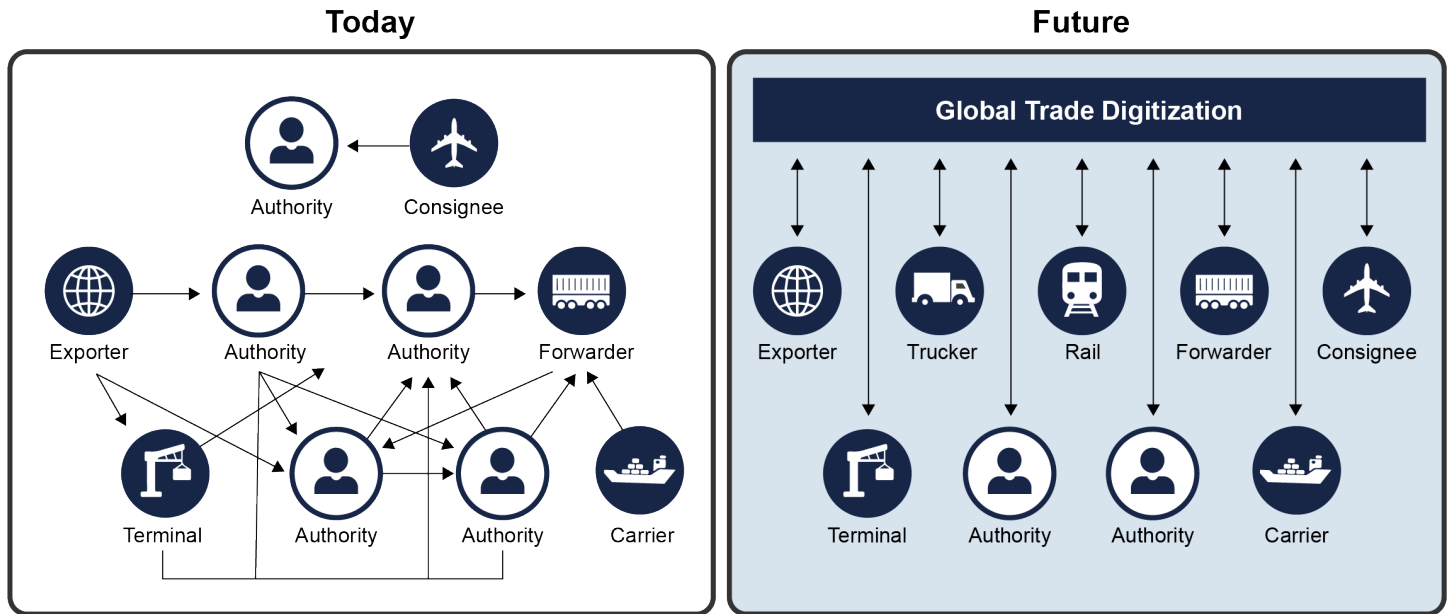 Today
Authority
Consignee
Exporter
Authority
Authority
Forwarder
Terminal
Authority
Authority
Carrier
Future
Global Trade Digitization
Exporter
Trucker
Rail
Forwarder
Consignee
Terminal
Authority
Authority
Carrier